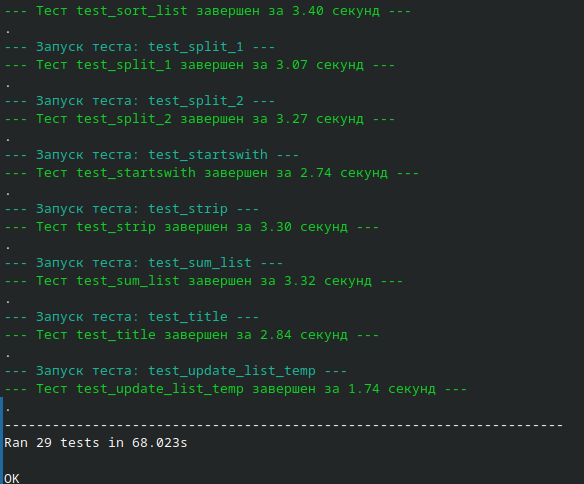 --- Тест test_sort_list завершен за 3.40 секунд ---
.
--- Запуск теста: test_split_1 ---
--- Тест test_split_1 завершен за 3.07 секунд ---
.
--- Запуск теста: test_split_2 ---
--- Тест test_split_2 завершен за 3.27 секунд ---
.
--- Запуск теста: test_startswith ---
--- Тест test_startswith завершен за 2.74 секунд ---
.
--- Запуск теста: test_strip ---
--- Тест test_strip завершен за 3.30 секунд ---
.
--- Запуск теста: test_sum_list ---
--- Тест test_sum_list завершен за 3.32 секунд ---
.
--- Запуск теста: test_title ---
--- Тест test_title завершен за 2.84 секунд ---
.
--- Запуск теста: test_update_list_temp ---
--- Тест test_update_list_temp завершен за 1.74 секунд ---
.
----------------------------------------------------------------------
Ran 29 tests in 68.023s
OK